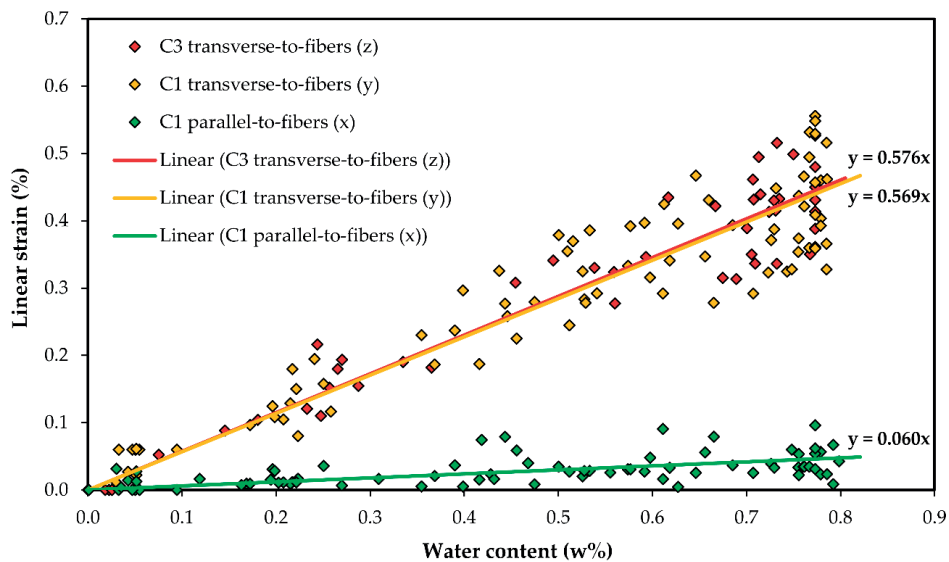 0.7
0.6
0.5
0.4
0.3
0.2
0.1
0.0
Linear strain (%)
C3 transverse-to-fibers (z)
C1 transverse-to-fibers (y)
C1 parallel-to-fibers (x)
Linear (C3 transverse-to-fibers (z))
Linear (C1 transverse-to-fibers (y))
Linear (C1 parallel-to-fibers (x))
y = 0.576x
y = 0.569x
y = 0.060x
0.0 0.1 0.2 0.3 0.4 0.5 0.6 0.7 0.8 0.9
Water content (w%)